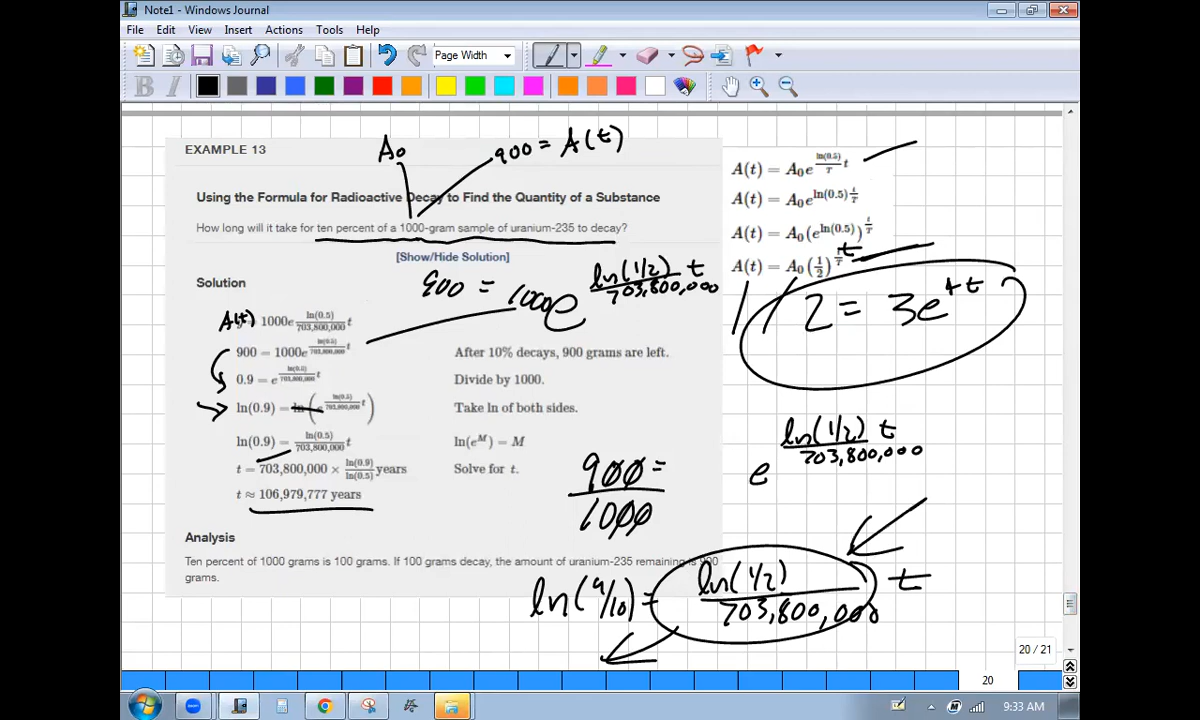 Note1 - Windows Journal
File Edit View Insert Actions Tools Help
Page Width
B I
EXAMPLE 13
A0 900 = A(t)
Using the Formula for Radioactive Decay to Find the Quantity of a Substance
How long will it take for ten percent of a 1000-gram sample of uranium-235 to decay?
[Show/Hide Solution]
900 = 1000e^(ln(1/2)/703,800,000 t)
Solution
A(t) = 1000e^(ln(0.5)/703,800,000 t)
900 = 1000e^(ln(0.5)/703,800,000 t) After 10% decays, 900 grams are left.
0.9 = e^(ln(0.5)/703,800,000 t) Divide by 1000.
ln(0.9) = ln(e^(ln(0.5)/703,800,000 t)) Take ln of both sides.
ln(0.9) = ln(0.5)/703,800,000 t ln(e^M) = M
t = 703,800,000 × ln(0.9)/ln(0.5) years Solve for t.
t ≈ 106,979,777 years
900/1000 =
Analysis
Ten percent of 1000 grams is 100 grams. If 100 grams decay, the amount of uranium-235 remaining is 900
grams.
A(t) = A0e^(ln(0.5)/T t)
A(t) = A0e^(ln(0.5) t/T)
A(t) = A0(e^(ln(0.5)))^(t/T)
A(t) = A0(1/2)^(t/T) t
2 = 3e^(4t)
e^(ln(1/2) t/703,800,000)
ln(9/10) = ln(1/2)/703,800,000 t
20 / 21
20
9:33 AM